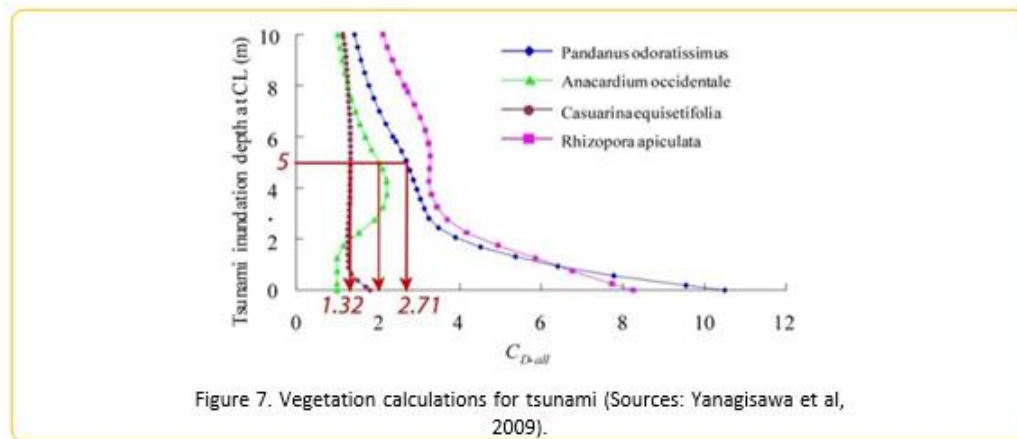 10
8
6
5
4
2
0
Tsunami inundation depth at CL (m)
Pandanus odoratissimus
Anacardium occidentale
Casuarina equisetifolia
Rhizopora apiculata
1.32
2.71
0
2
4
6
8
10
12
C D-all
Figure 7. Vegetation calculations for tsunami (Sources: Yanagisawa et al,
2009).